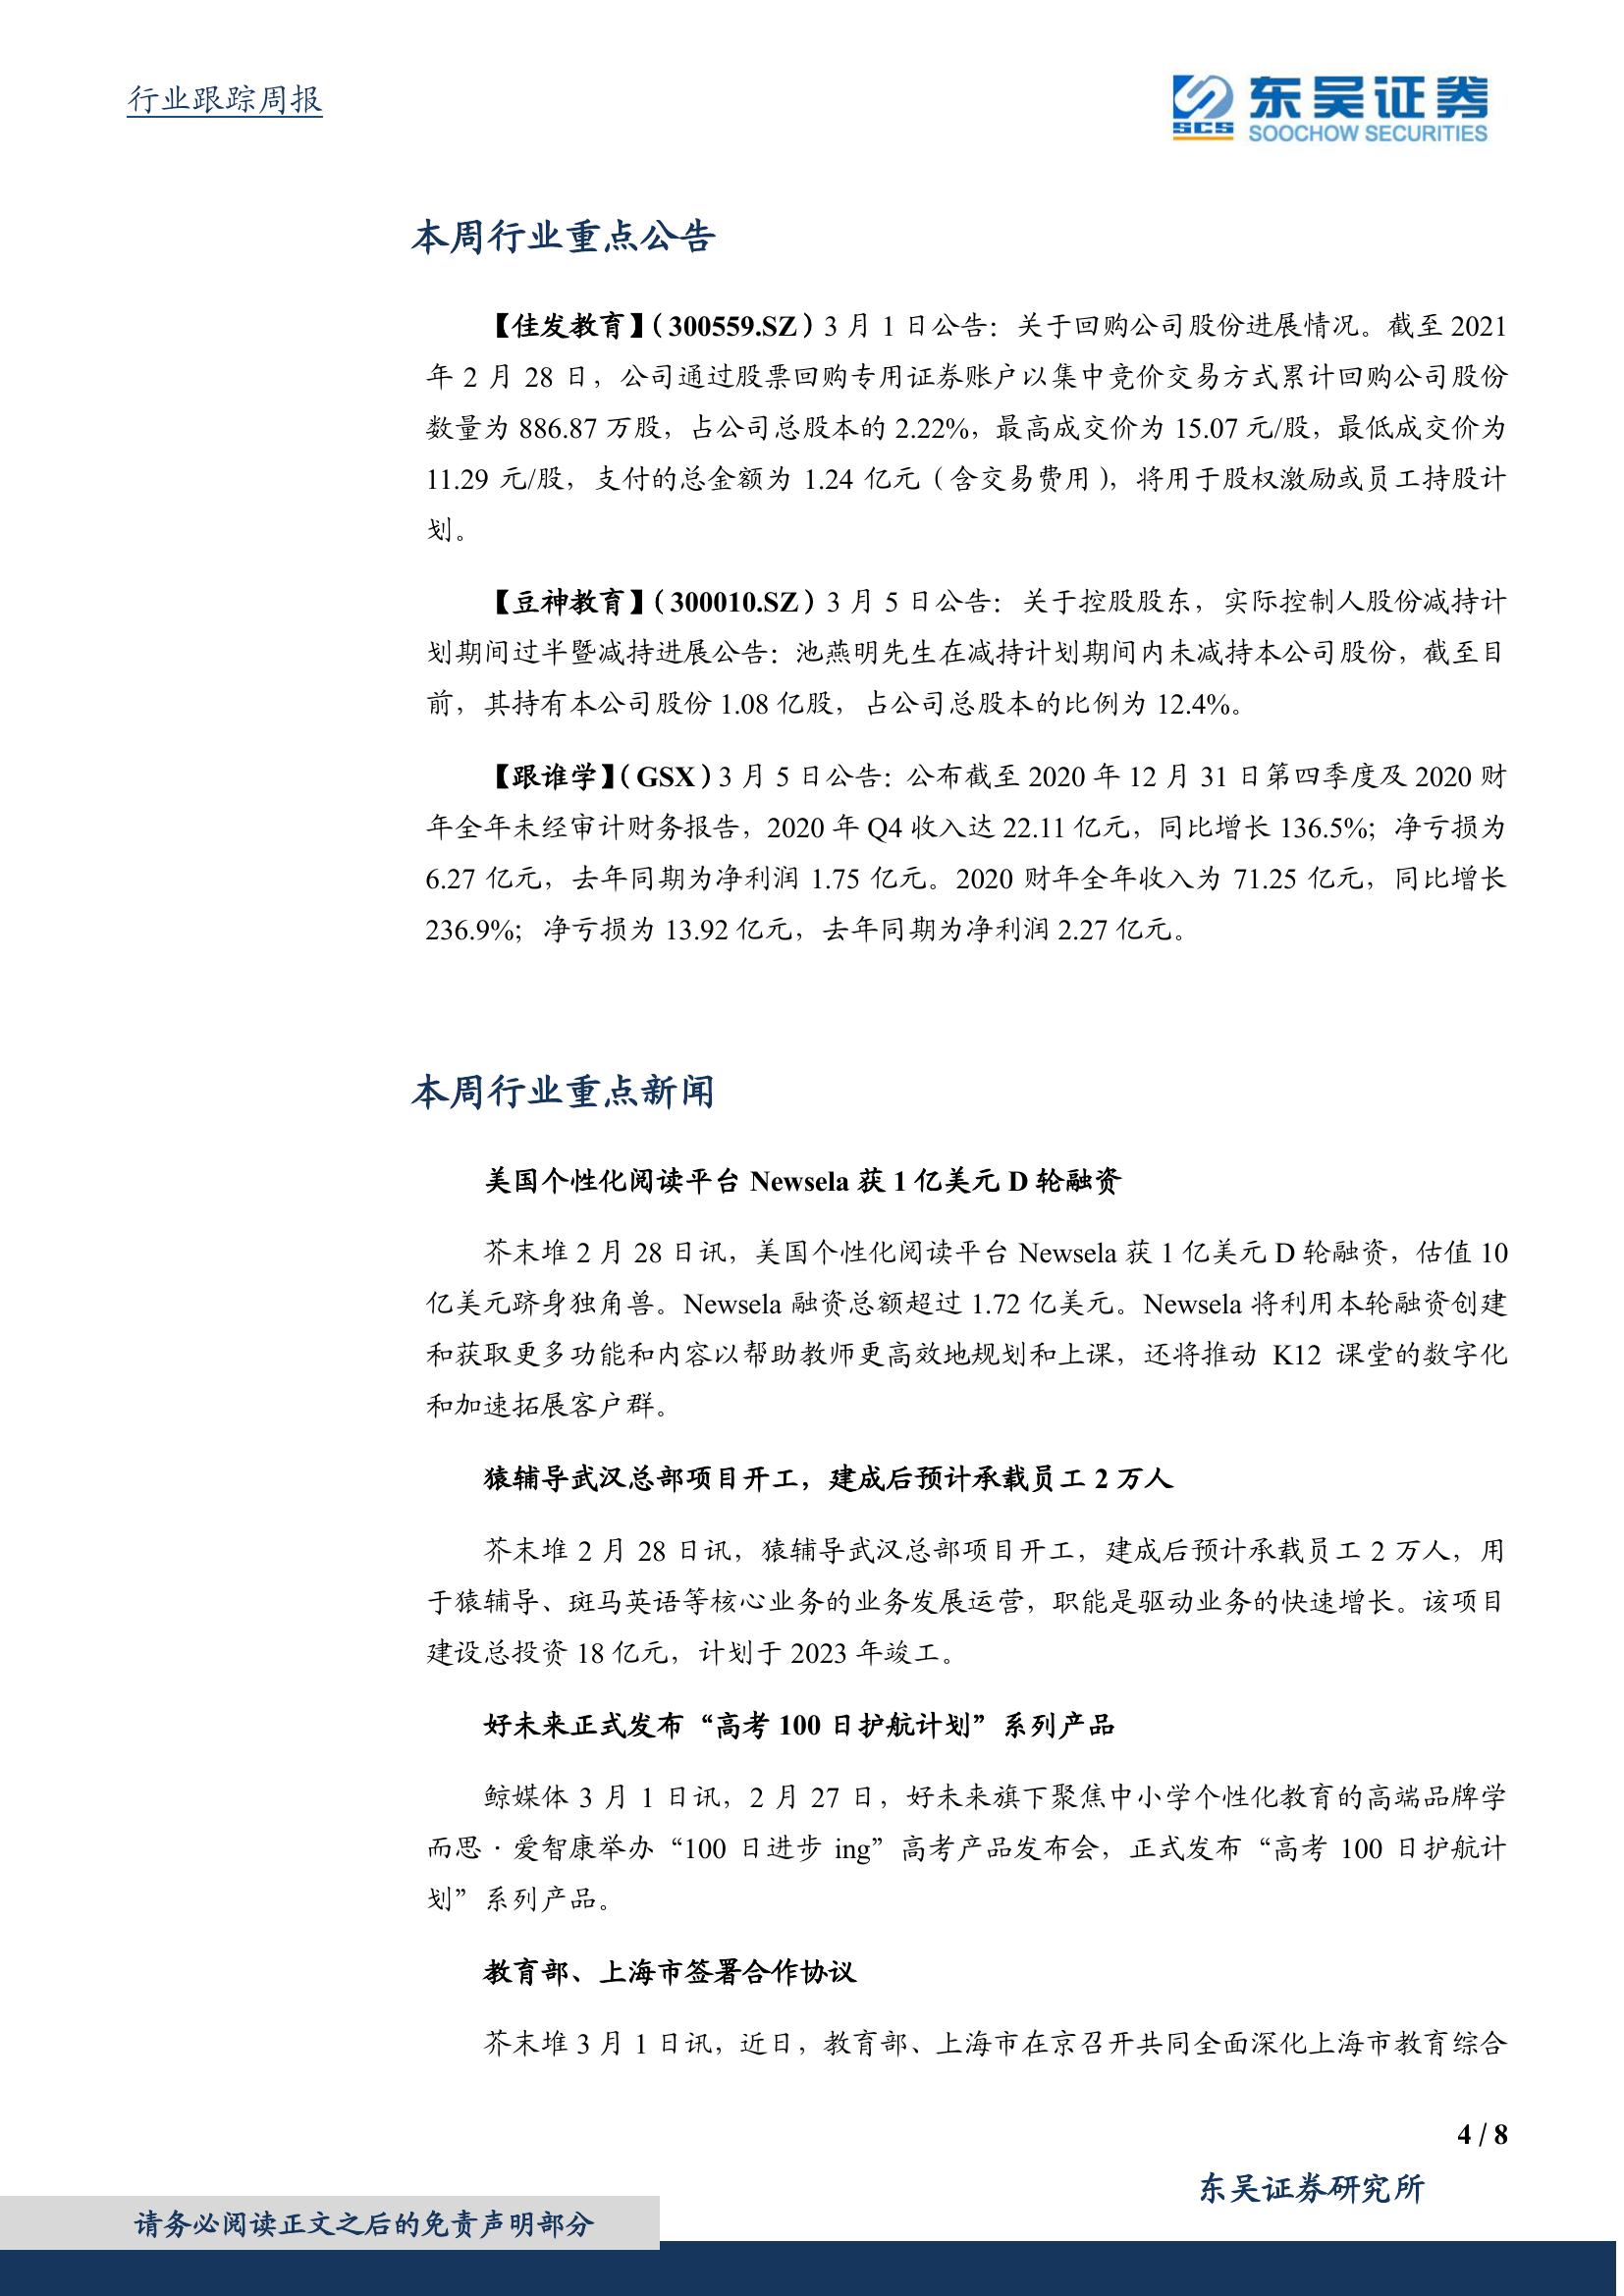 行业跟踪周报
SCS
东吴证券
SOOCHOW SECURITIES
本周行业重点公告
【佳发教育】（300559.SZ）3 月 1 日公告：关于回购公司股份进展情况。截至 2021
年 2 月 28 日，公司通过股票回购专用证券账户以集中竞价交易方式累计回购公司股份
数量为 886.87 万股，占公司总股本的 2.22%，最高成交价为 15.07 元/股，最低成交价为
11.29 元/股，支付的总金额为 1.24 亿元（含交易费用），将用于股权激励或员工持股计
划。
【豆神教育】（300010.SZ）3 月 5 日公告：关于控股股东，实际控制人股份减持计
划期间过半暨减持进展公告：池燕明先生在减持计划期间内未减持本公司股份，截至目
前，其持有本公司股份 1.08 亿股，占公司总股本的比例为 12.4%。
【跟谁学】（GSX）3 月 5 日公告：公布截至 2020 年 12 月 31 日第四季度及 2020 财
年全年未经审计财务报告，2020 年 Q4 收入达 22.11 亿元，同比增长 136.5%；净亏损为
6.27 亿元，去年同期为净利润 1.75 亿元。2020 财年全年收入为 71.25 亿元，同比增长
236.9%；净亏损为 13.92 亿元，去年同期为净利润 2.27 亿元。
本周行业重点新闻
美国个性化阅读平台 Newsela 获 1 亿美元 D 轮融资
芥末堆 2 月 28 日讯，美国个性化阅读平台 Newsela 获 1 亿美元 D 轮融资，估值 10
亿美元跻身独角兽。Newsela 融资总额超过 1.72 亿美元。Newsela 将利用本轮融资创建
和获取更多功能和内容以帮助教师更高效地规划和上课，还将推动 K12 课堂的数字化
和加速拓展客户群。
猿辅导武汉总部项目开工，建成后预计承载员工 2 万人
芥末堆 2 月 28 日讯，猿辅导武汉总部项目开工，建成后预计承载员工 2 万人，用
于猿辅导、斑马英语等核心业务的业务发展运营，职能是驱动业务的快速增长。该项目
建设总投资 18 亿元，计划于 2023 年竣工。
好未来正式发布“高考 100 日护航计划”系列产品
鲸媒体 3 月 1 日讯，2 月 27 日，好未来旗下聚焦中小学个性化教育的高端品牌学
而思·爱智康举办“100 日进步 ing”高考产品发布会，正式发布“高考 100 日护航计
划”系列产品。
教育部、上海市签署合作协议
芥末堆 3 月 1 日讯，近日，教育部、上海市在京召开共同全面深化上海市教育综合
4 / 8
东吴证券研究所
请务必阅读正文之后的免责声明部分